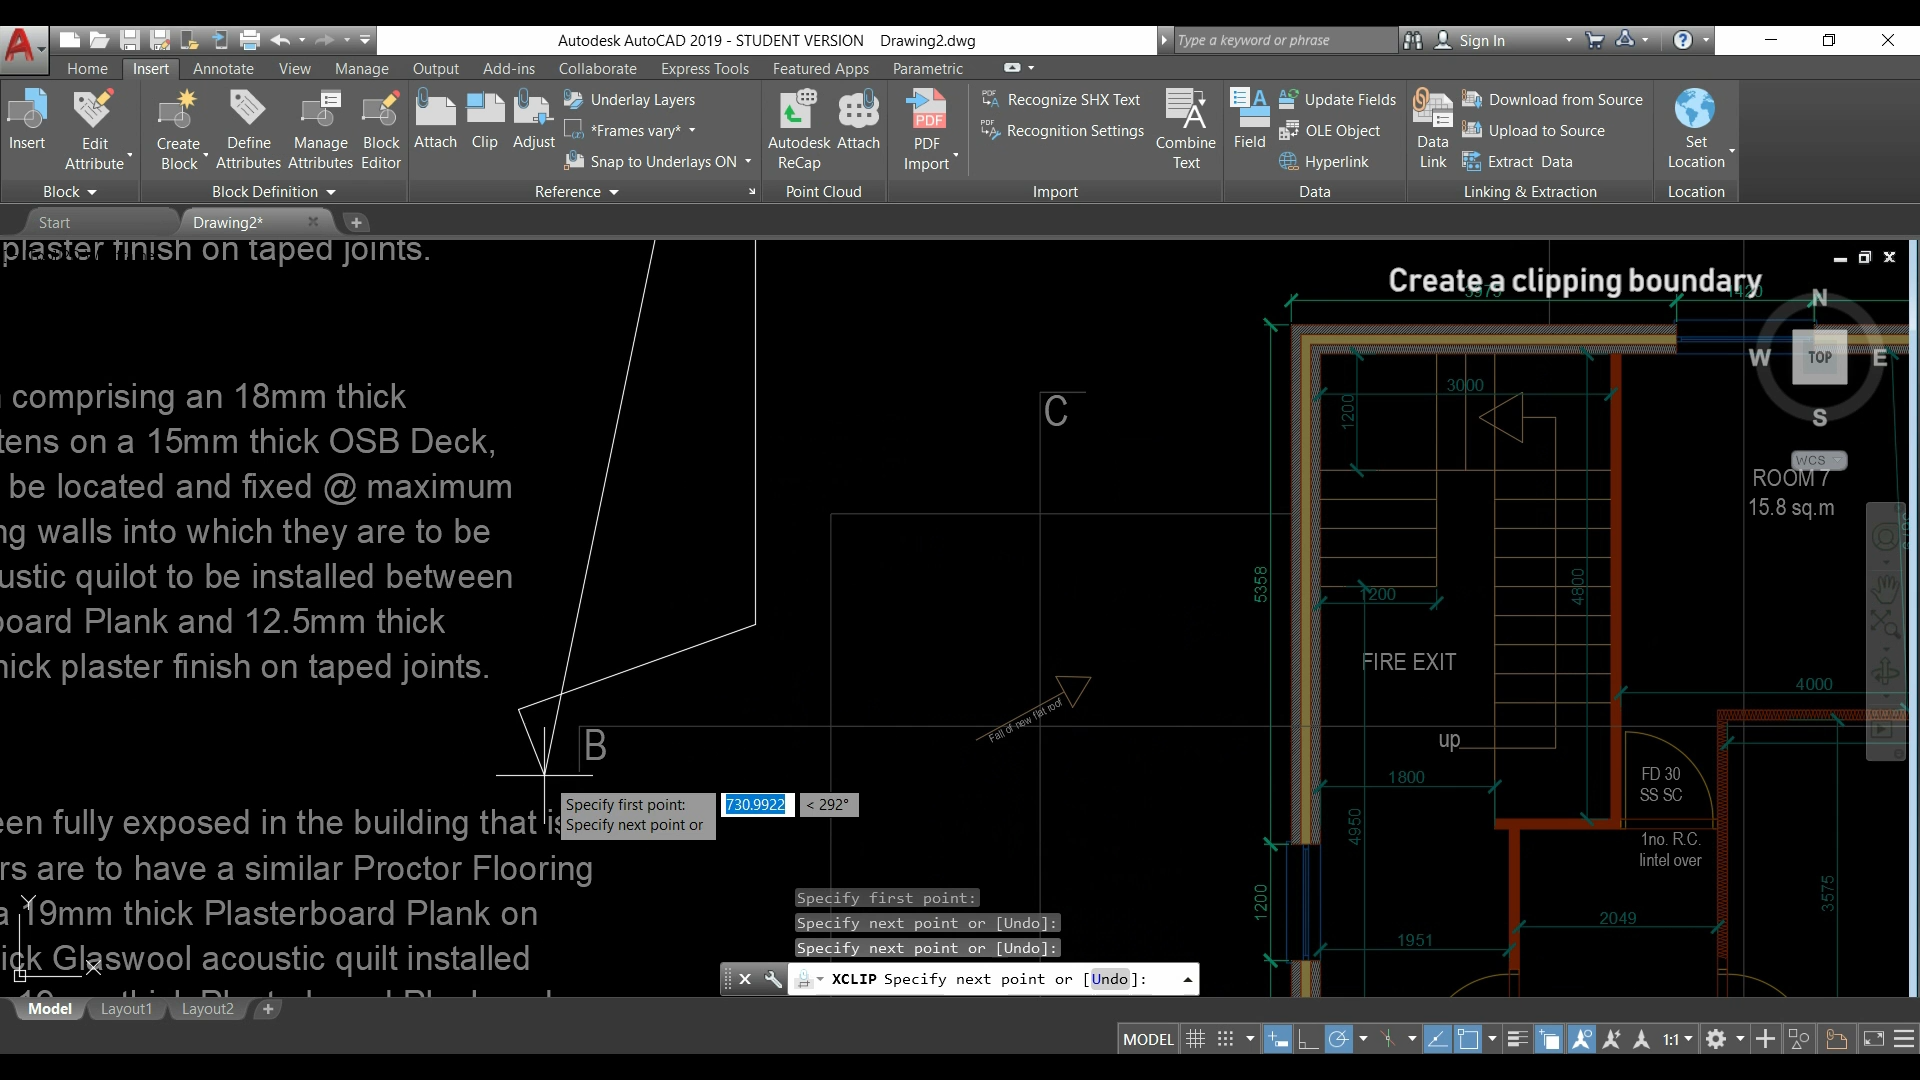 Autodesk AutoCAD 2019 - STUDENT VERSION Drawing2.dwg
Type a keyword or phrase
Sign In
Home Insert Annotate View Manage Output Add-ins Collaborate Express Tools Featured Apps Parametric
Insert
Edit Attribute
Create Block
Define Attributes
Manage Attributes
Block Editor
Attach
Clip
Adjust
Underlay Layers
*Frames vary*
Snap to Underlays ON
Autodesk ReCap
Attach
PDF Import
Recognize SHX Text
Recognition Settings
Combine Text
Field
Update Fields
OLE Object
Hyperlink
Data Link
Download from Source
Upload to Source
Extract Data
Set Location
Block Block Definition Reference Point Cloud Import Data Linking & Extraction Location
Start Drawing2*
plaster finish on taped joints.
Create a clipping boundary
3975
1420
N
W TOP E
S
WCS
comprising an 18mm thick
tens on a 15mm thick OSB Deck,
be located and fixed @ maximum
ng walls into which they are to be
ustic quilot to be installed between
board Plank and 12.5mm thick
hick plaster finish on taped joints.
C
3000
1200
ROOM 7
15.8 sq.m
5358
1200
4800
FIRE EXIT
4000
Fall of new flat roof
B
up
1800
FD 30
SS SC
4950
1no. R.C.
lintel over
Specify first point: 730.9922 < 292°
Specify next point or
een fully exposed in the building that is
rs are to have a similar Proctor Flooring
a 19mm thick Plasterboard Plank on
ick Glaswool acoustic quilt installed
Y
X
1200
3575
2049
1951
Specify first point:
Specify next point or [Undo]:
Specify next point or [Undo]:
XCLIP Specify next point or [Undo]:
Model Layout1 Layout2
MODEL 1:1